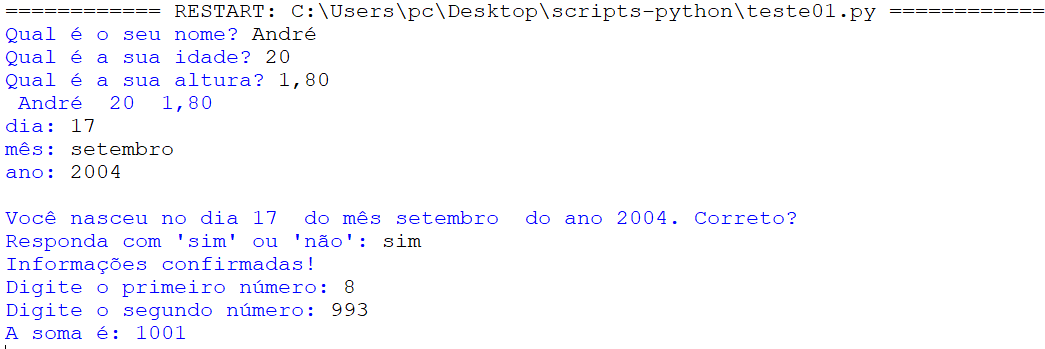 ============ RESTART: C:\Users\pc\Desktop\scripts-python\teste01.py ============
Qual é o seu nome? André
Qual é a sua idade? 20
Qual é a sua altura? 1,80
 André  20  1,80
dia: 17
mês: setembro
ano: 2004

Você nasceu no dia 17  do mês setembro  do ano 2004. Correto?
Responda com 'sim' ou 'não': sim
Informações confirmadas!
Digite o primeiro número: 8
Digite o segundo número: 993
A soma é: 1001